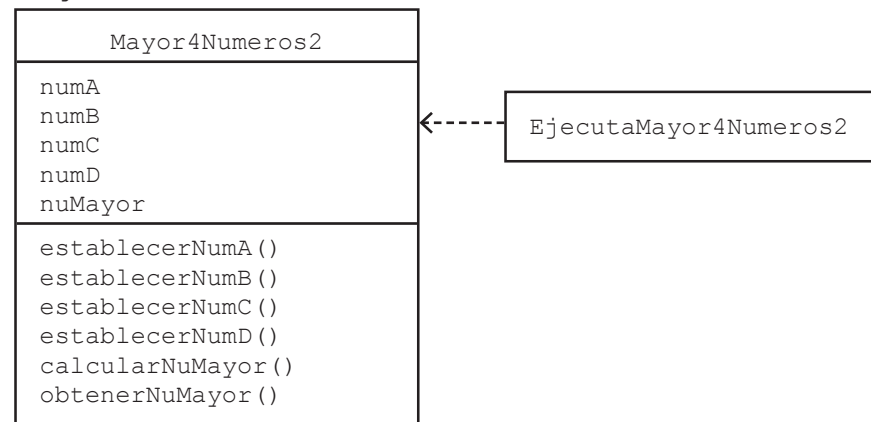 Mayor4Numeros2
numA
numB
numC
numD
nuMayor
establecerNumA()
establecerNumB()
establecerNumC()
establecerNumD()
calcularNuMayor()
obtenerNuMayor()
EjecutaMayor4Numeros2